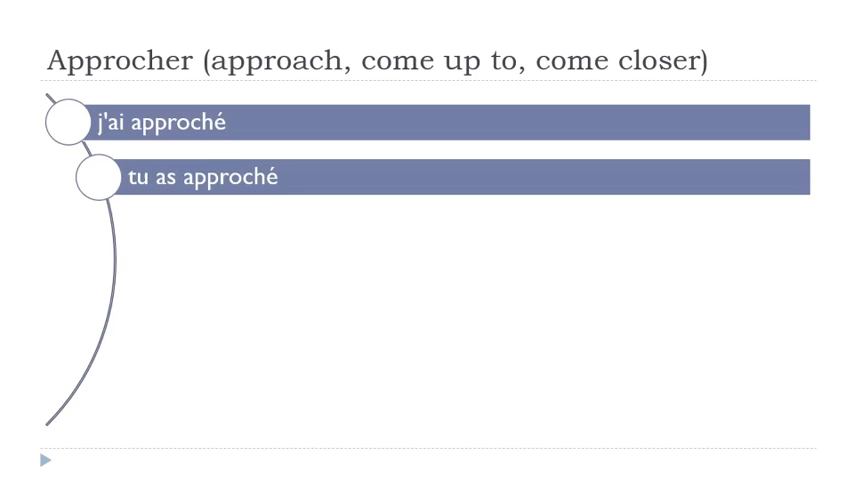 Approcher (approach, come up to, come closer)
j'ai approché
tu as approché